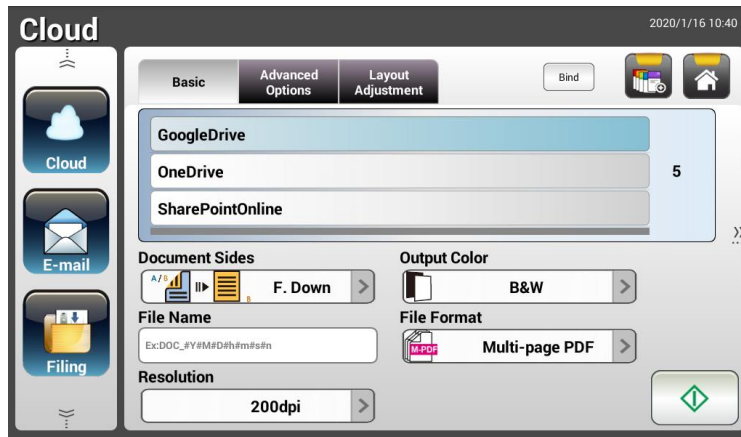 Cloud
2020/1/16 10:40
Basic
Advanced
Options
Layout
Adjustment
Bind
Cloud
E-mail
Filing
GoogleDrive
OneDrive
SharePointOnline
5
Document Sides
A/B
B
F. Down
Output Color
B&W
File Name
Ex:DOC_#Y#M#D#h#m#s#n
File Format
M-PDF
Multi-page PDF
Resolution
200dpi